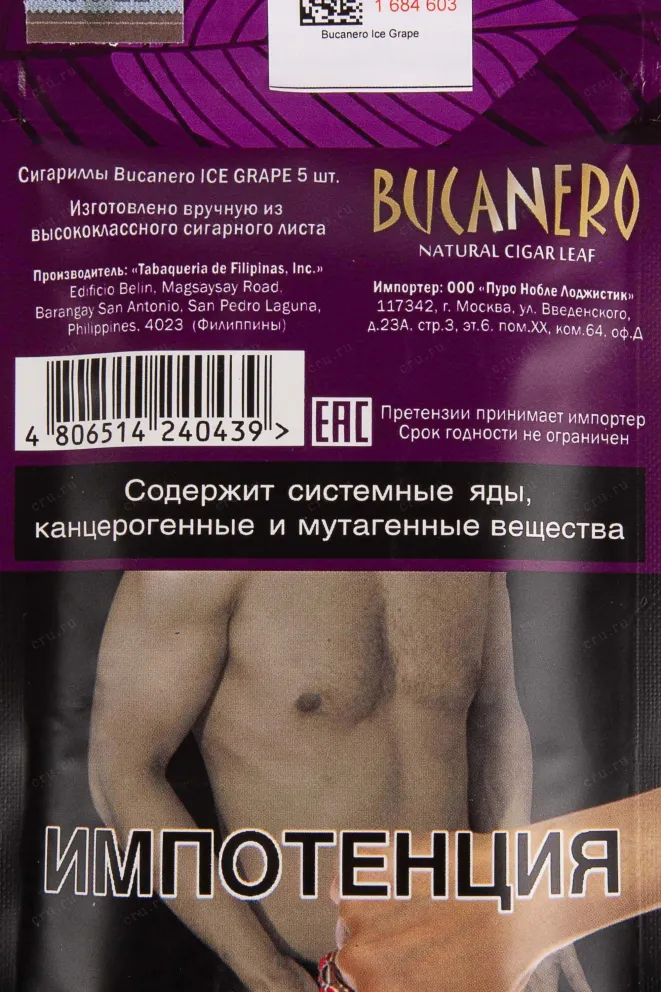 1 684 603
Bucanero Ice Grape
Сигариллы Bucanero ICE GRAPE 5 шт.
Изготовлено вручную из
высококлассного сигарного листа
Производитель: «Tabaqueria de Filipinas, Inc.»
Edificio Belin, Magsaysay Road,
Barangay San Antonio, San Pedro Laguna,
Philippines, 4023 (Филиппины)
BUCANERO
NATURAL CIGAR LEAF
Импортер: ООО «Пуро Нобле Лоджистик»
117342, г. Москва, ул. Введенского,
д.23А, стр.3, эт.6. пом.XX, ком.64, оф.Д
4 806514 240439 >
EAC
Претензии принимает импортер
Срок годности не ограничен
Содержит системные яды,
канцерогенные и мутагенные вещества
ИМПОТЕНЦИЯ
cru.ru